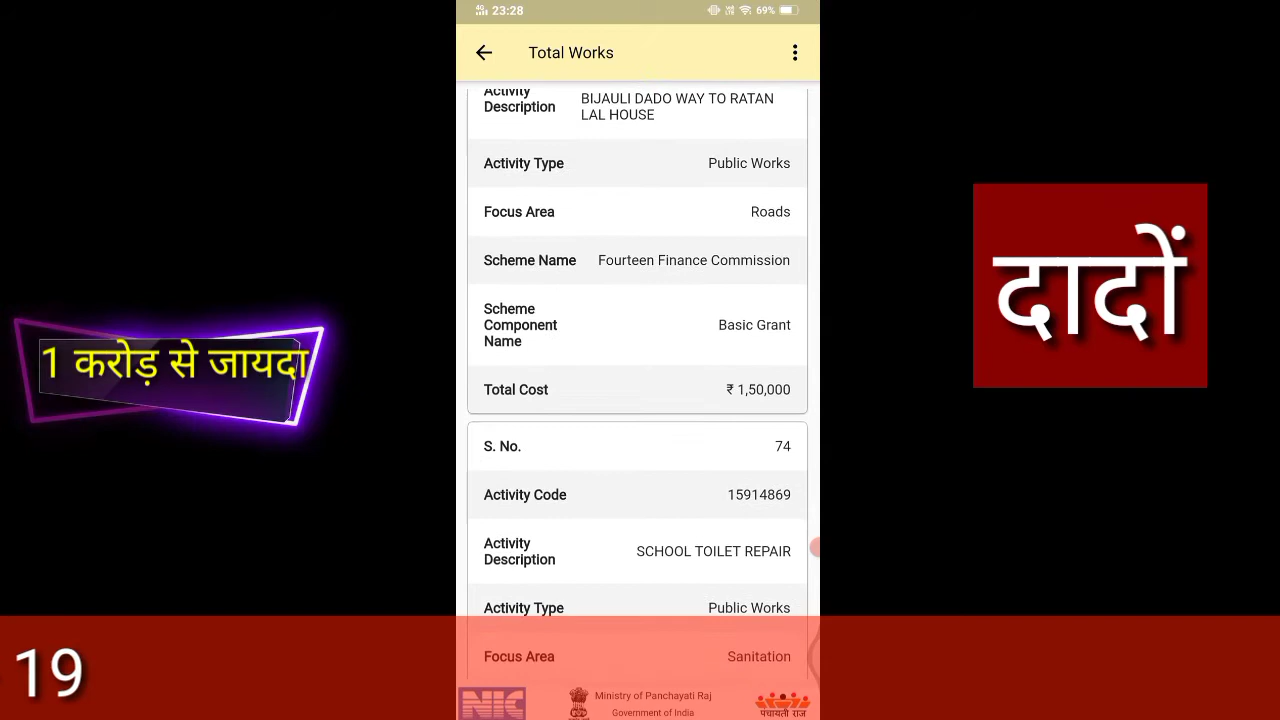 4G 23:28
69%
Total Works
Activity
Description
BIJAULI DADO WAY TO RATAN
LAL HOUSE
Activity Type Public Works
Focus Area Roads
Scheme Name Fourteen Finance Commission
Scheme
Component
Name
Basic Grant
Total Cost ₹ 1,50,000
S. No. 74
Activity Code 15914869
Activity
Description
SCHOOL TOILET REPAIR
Activity Type Public Works
Focus Area Sanitation
NIC
Ministry of Panchayati Raj
Government of India
पंचायती राज
1 करोड़ से जायदा
दादों
19